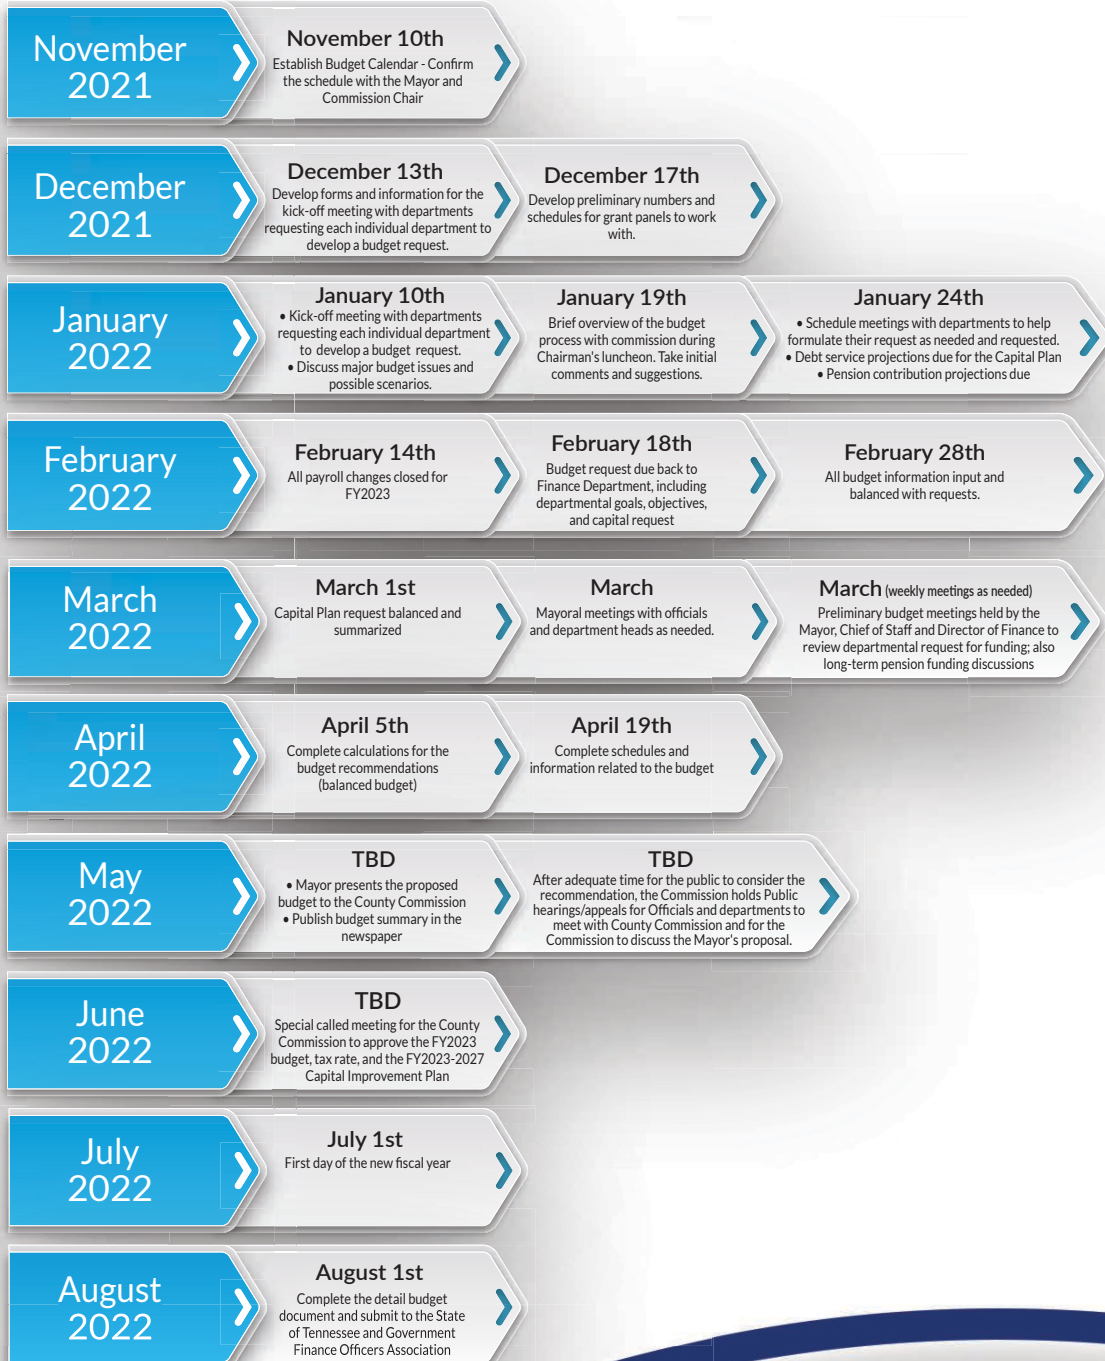 November
2021
November 10th
Establish Budget Calendar - Confirm
the schedule with the Mayor and
Commission Chair
December
2021
December 13th
Develop forms and information for the
kick-off meeting with departments
requesting each individual department to
develop a budget request.
December 17th
Develop preliminary numbers and
schedules for grant panels to work
with.
January
2022
January 10th
• Kick-off meeting with departments
requesting each individual department
to develop a budget request.
• Discuss major budget issues and
possible scenarios.
January 19th
Brief overview of the budget
process with commission during
Chairman's luncheon. Take initial
comments and suggestions.
January 24th
• Schedule meetings with departments to help
formulate their request as needed and requested.
• Debt service projections due for the Capital Plan
• Pension contribution projections due
February
2022
February 14th
All payroll changes closed for
FY2023
February 18th
Budget request due back to
Finance Department, including
departmental goals, objectives,
and capital request
February 28th
All budget information input and
balanced with requests.
March
2022
March 1st
Capital Plan request balanced and
summarized
March
Mayoral meetings with officials
and department heads as needed.
March (weekly meetings as needed)
Preliminary budget meetings held by the
Mayor, Chief of Staff and Director of Finance to
review departmental request for funding; also
long-term pension funding discussions
April
2022
April 5th
Complete calculations for the
budget recommendations
(balanced budget)
April 19th
Complete schedules and
information related to the budget
May
2022
TBD
• Mayor presents the proposed
budget to the County Commission
• Publish budget summary in the
newspaper
TBD
After adequate time for the public to consider the
recommendation, the Commission holds Public
hearings/appeals for Officials and departments to
meet with County Commission and for the
Commission to discuss the Mayor's proposal.
June
2022
TBD
Special called meeting for the County
Commission to approve the FY2023
budget, tax rate, and the FY2023-2027
Capital Improvement Plan
July
2022
July 1st
First day of the new fiscal year
August
2022
August 1st
Complete the detail budget
document and submit to the State
of Tennessee and Government
Finance Officers Association